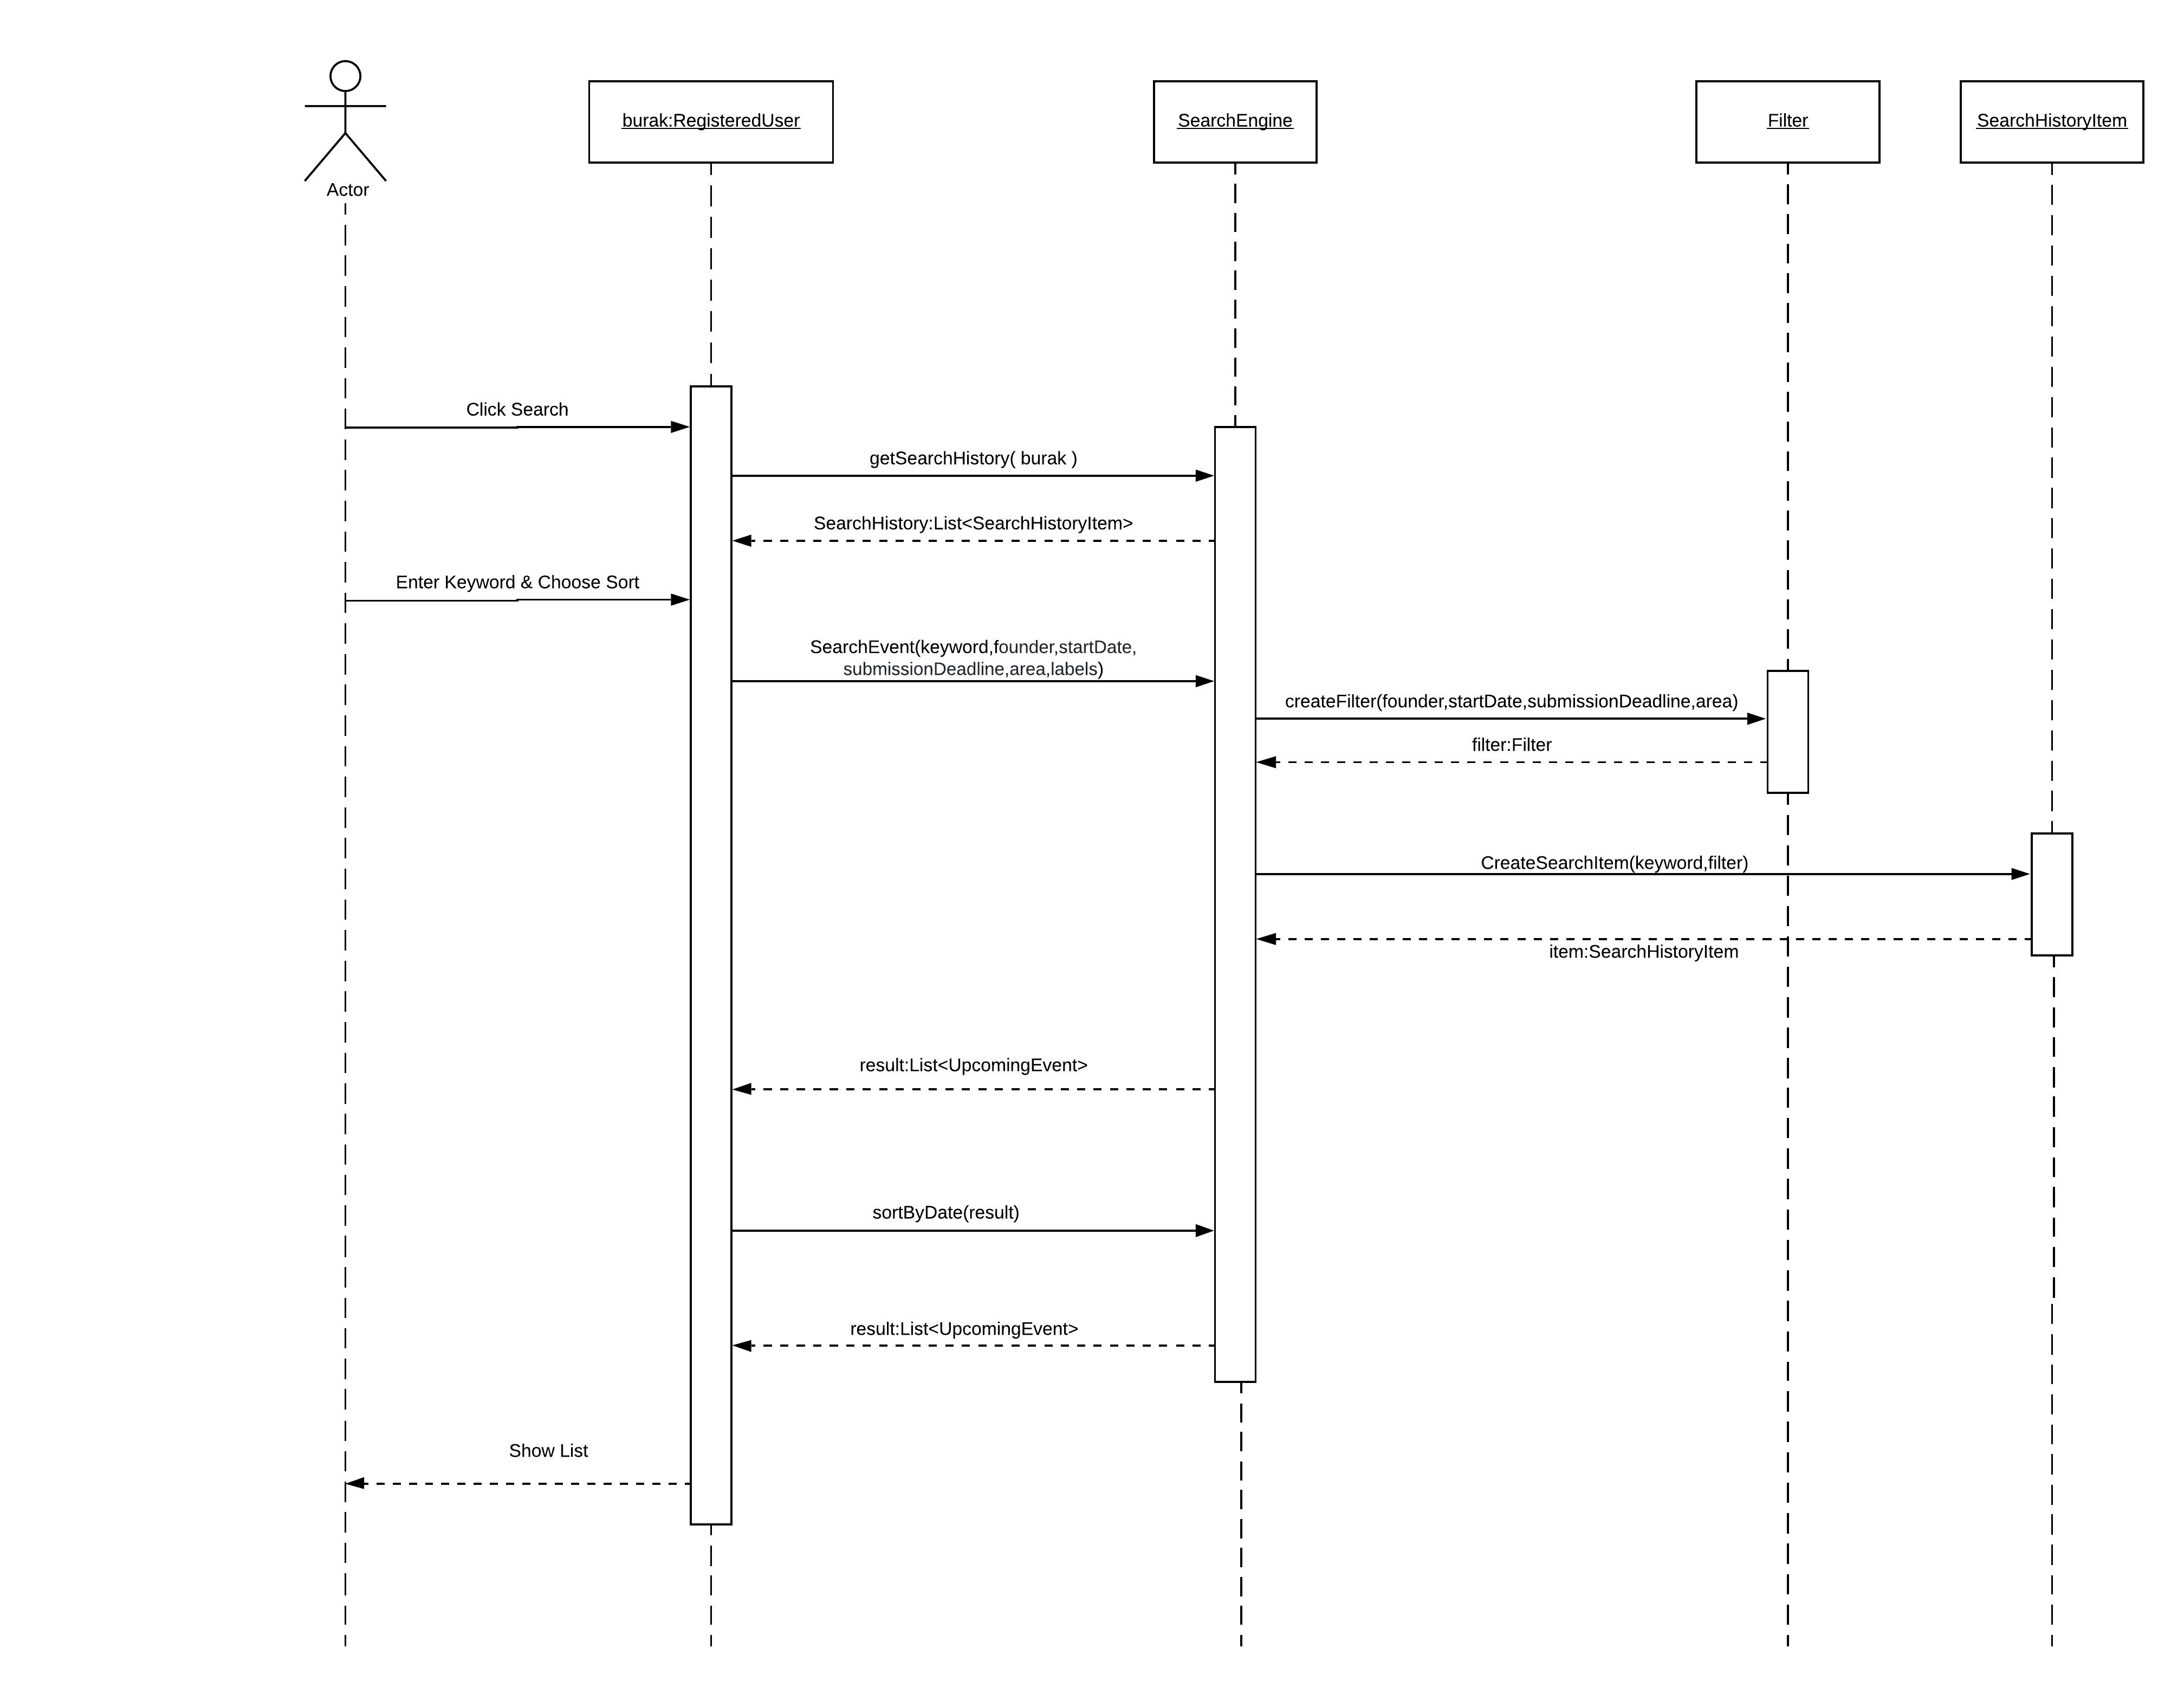 burak:RegisteredUser
SearchEngine
Filter
SearchHistoryItem
Actor
Click Search
getSearchHistory( burak )
SearchHistory:List<SearchHistoryItem>
Enter Keyword & Choose Sort
SearchEvent(keyword,founder,startDate,
submissionDeadline,area,labels)
createFilter(founder,startDate,submissionDeadline,area)
filter:Filter
CreateSearchItem(keyword,filter)
item:SearchHistoryItem
result:List<UpcomingEvent>
sortByDate(result)
result:List<UpcomingEvent>
Show List